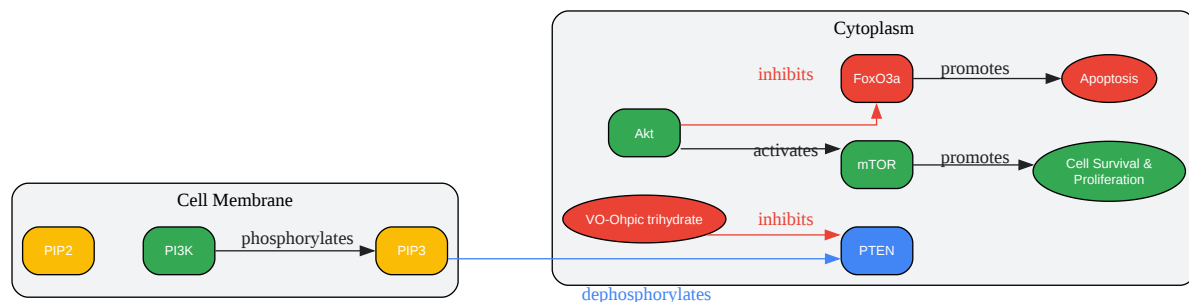 Cytoplasm
inhibits
FoxO3a
promotes
Apoptosis
Akt
activates
mTOR
promotes
Cell Survival &
Proliferation
Cell Membrane
VO-Ohpic trihydrate
inhibits
PIP2
PI3K
phosphorylates
PIP3
PTEN
dephosphorylates